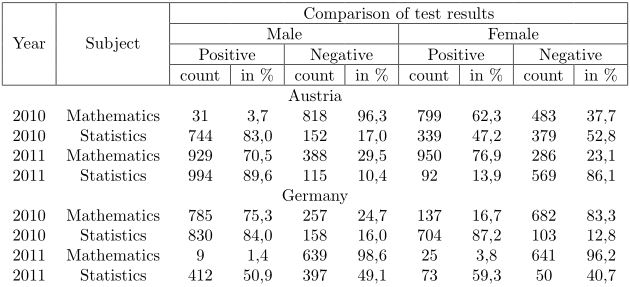 Comparison of test results
Year Subject Male Female
Positive Negative Positive Negative
count in % count in % count in % count in %
Austria
2010 Mathematics 31 3,7 818 96,3 799 62,3 483 37,7
2010 Statistics 744 83,0 152 17,0 339 47,2 379 52,8
2011 Mathematics 929 70,5 388 29,5 950 76,9 286 23,1
2011 Statistics 994 89,6 115 10,4 92 13,9 569 86,1
Germany
2010 Mathematics 785 75,3 257 24,7 137 16,7 682 83,3
2010 Statistics 830 84,0 158 16,0 704 87,2 103 12,8
2011 Mathematics 9 1,4 639 98,6 25 3,8 641 96,2
2011 Statistics 412 50,9 397 49,1 73 59,3 50 40,7